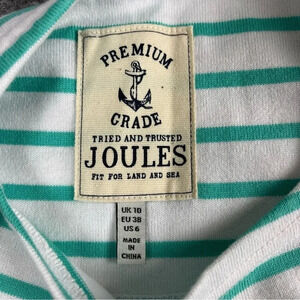 PREMIUM
GRADE
TRIED AND TRUSTED
JOULES
FIT FOR LAND AND SEA
UK 10
EU 38
US 6
MADE
IN
CHINA